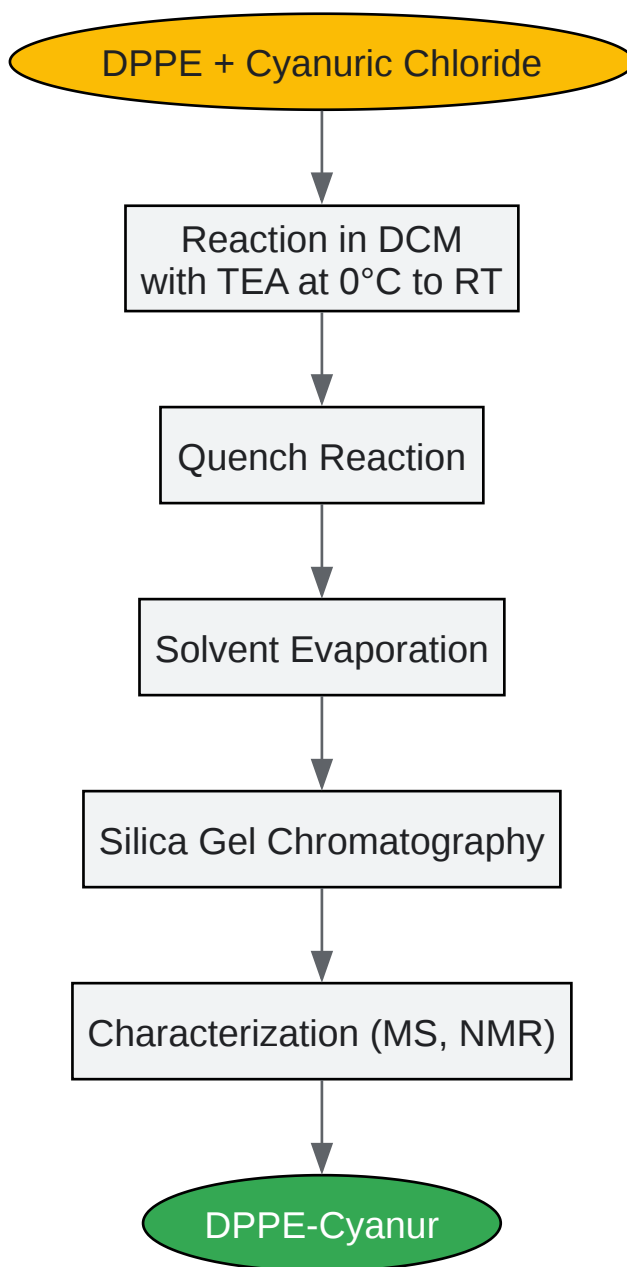 DPPE + Cyanuric Chloride
Reaction in DCM
with TEA at 0°C to RT
Quench Reaction
Solvent Evaporation
Silica Gel Chromatography
Characterization (MS, NMR)
DPPE-Cyanur